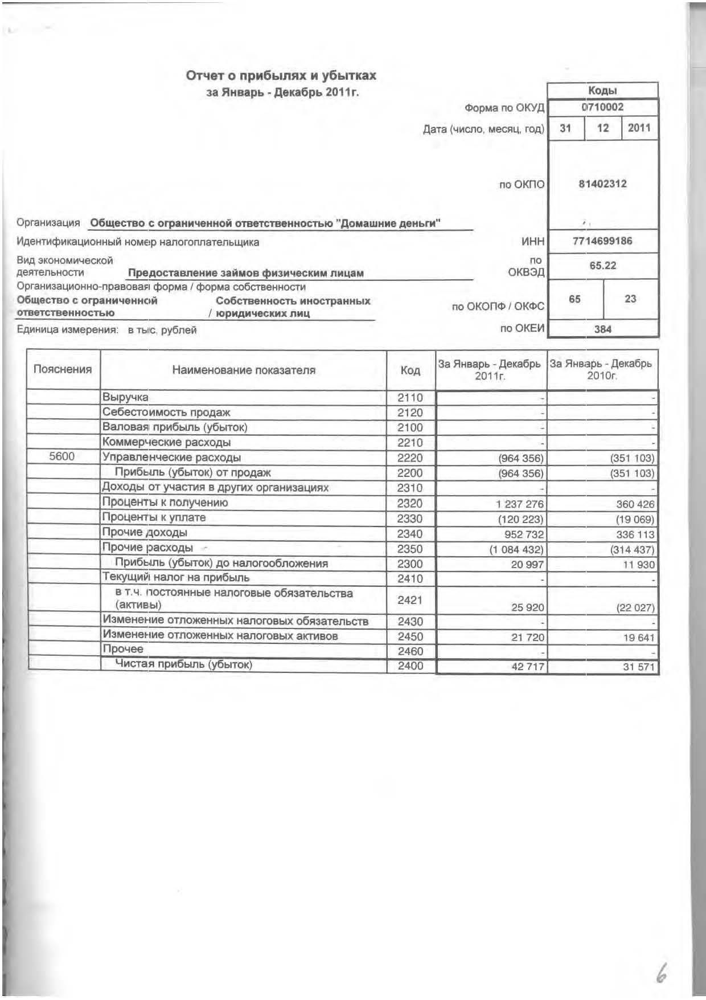 Отчет о прибылях и убытках
за Январь - Декабрь 2011г.
Коды
Форма по ОКУД 0710002
Дата (число, месяц, год) 31 12 2011
по ОКПО 81402312
Организация Общество с ограниченной ответственностью "Домашние деньги"
Идентификационный номер налогоплательщика ИНН 7714699186
Вид экономической
деятельности Предоставление займов физическим лицам
по
ОКВЭД 65.22
Организационно-правовая форма / форма собственности
Общество с ограниченной Собственность иностранных
ответственностью / юридических лиц
по ОКОПФ / ОКФС 65 23
Единица измерения: в тыс. рублей по ОКЕИ 384
Пояснения Наименование показателя Код За Январь - Декабрь 2011г. За Январь - Декабрь 2010г.
Выручка 2110 - -
Себестоимость продаж 2120 - -
Валовая прибыль (убыток) 2100 - -
Коммерческие расходы 2210 - -
5600 Управленческие расходы 2220 (964 356) (351 103)
Прибыль (убыток) от продаж 2200 (964 356) (351 103)
Доходы от участия в других организациях 2310 - -
Проценты к получению 2320 1 237 276 360 426
Проценты к уплате 2330 (120 223) (19 069)
Прочие доходы 2340 952 732 336 113
Прочие расходы 2350 (1 084 432) (314 437)
Прибыль (убыток) до налогообложения 2300 20 997 11 930
Текущий налог на прибыль 2410 - -
в т.ч. постоянные налоговые обязательства
(активы) 2421 25 920 (22 027)
Изменение отложенных налоговых обязательств 2430 - -
Изменение отложенных налоговых активов 2450 21 720 19 641
Прочее 2460 - -
Чистая прибыль (убыток) 2400 42 717 31 571
6